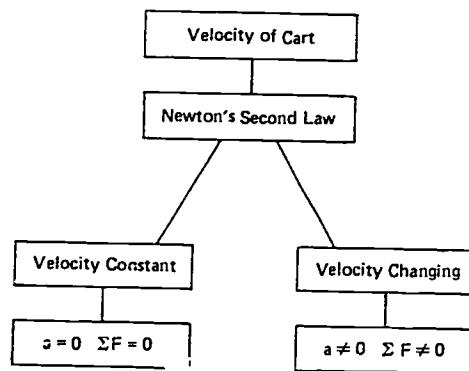 Velocity of Cart
Newton's Second Law
Velocity Constant
Velocity Changing
a = 0 ΣF = 0
a ≠ 0 ΣF ≠ 0